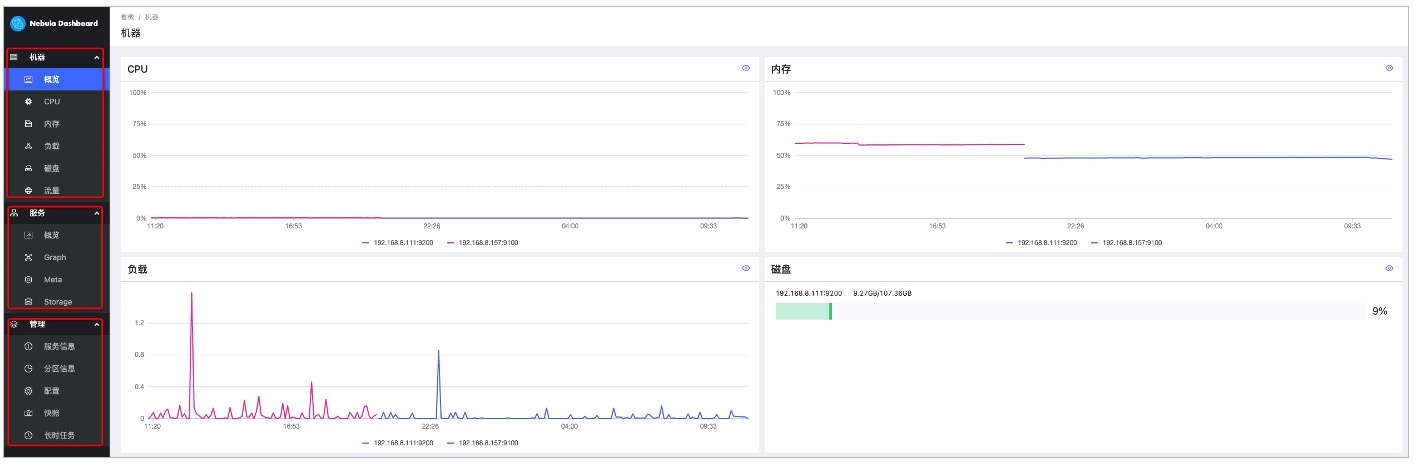 Nebula Dashboard
机器
概览
CPU
内存
负载
磁盘
流量
服务
概览
Graph
Meta
Storage
管理
服务信息
分区信息
配置
快照
长时任务
看板 / 机器
机器
CPU
100%
75%
50%
25%
0%
11:20 16:53 22:26 04:00 09:33
192.168.8.111:9200 192.168.8.157:9100
内存
100%
75%
50%
25%
0%
11:20 16:53 22:26 04:00 09:33
192.168.8.111:9200 192.168.8.157:9100
负载
1.2
0.8
0.4
0
11:20 16:53 22:26 04:00 09:33
192.168.8.111:9200 192.168.8.157:9100
磁盘
192.168.8.111:9200 9.27GB/107.36GB
9%